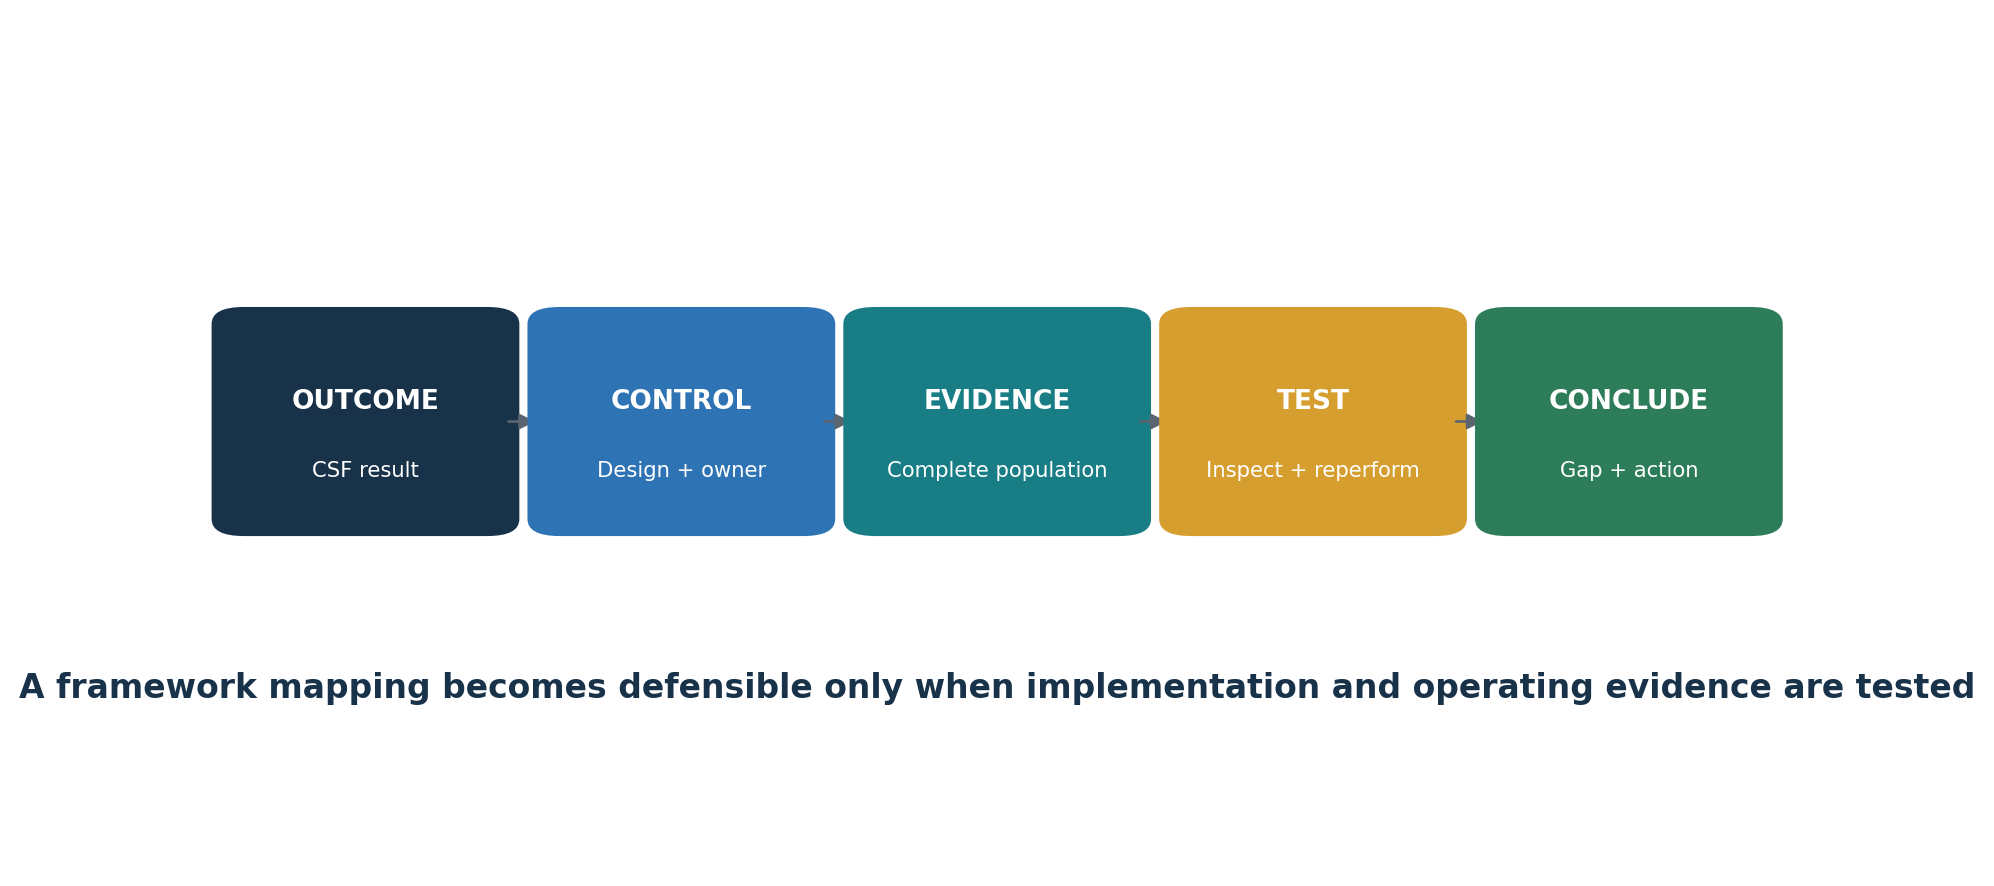 OUTCOME
CSF result
CONTROL
Design + owner
EVIDENCE
Complete population
TEST
Inspect + reperform
CONCLUDE
Gap + action
A framework mapping becomes defensible only when implementation and operating evidence are tested